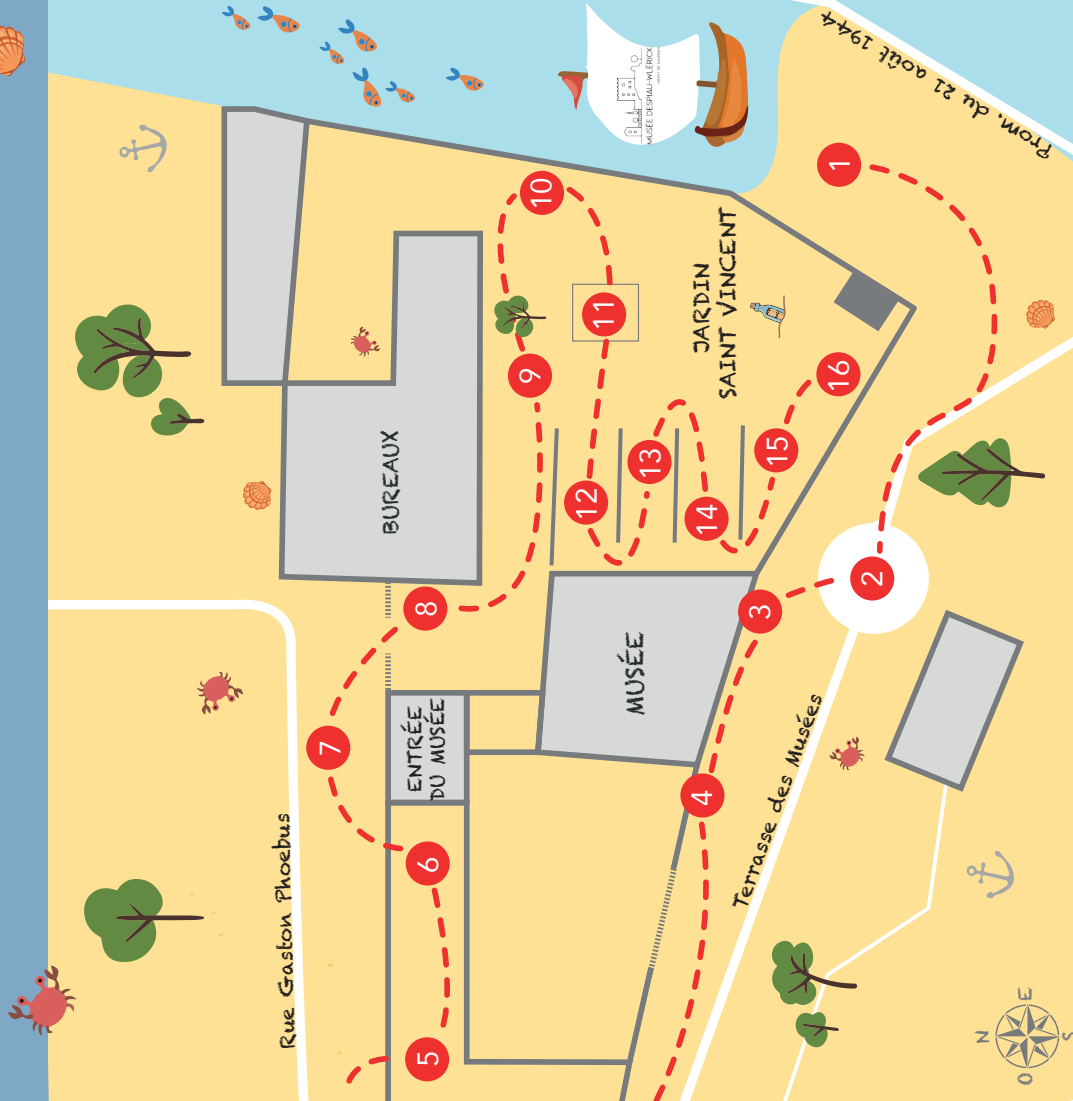 Prom. du 21 août 1944
MUSÉE DESPIAU-WLÉRICK
1
2
3
4
5
6
7
8
9
10
11
12
13
14
15
16
JARDIN
SAINT VINCENT
BUREAUX
MUSÉE
ENTRÉE
DU MUSÉE
Rue Gaston Phoebus
Terrasse des Musées
N
E
S
O